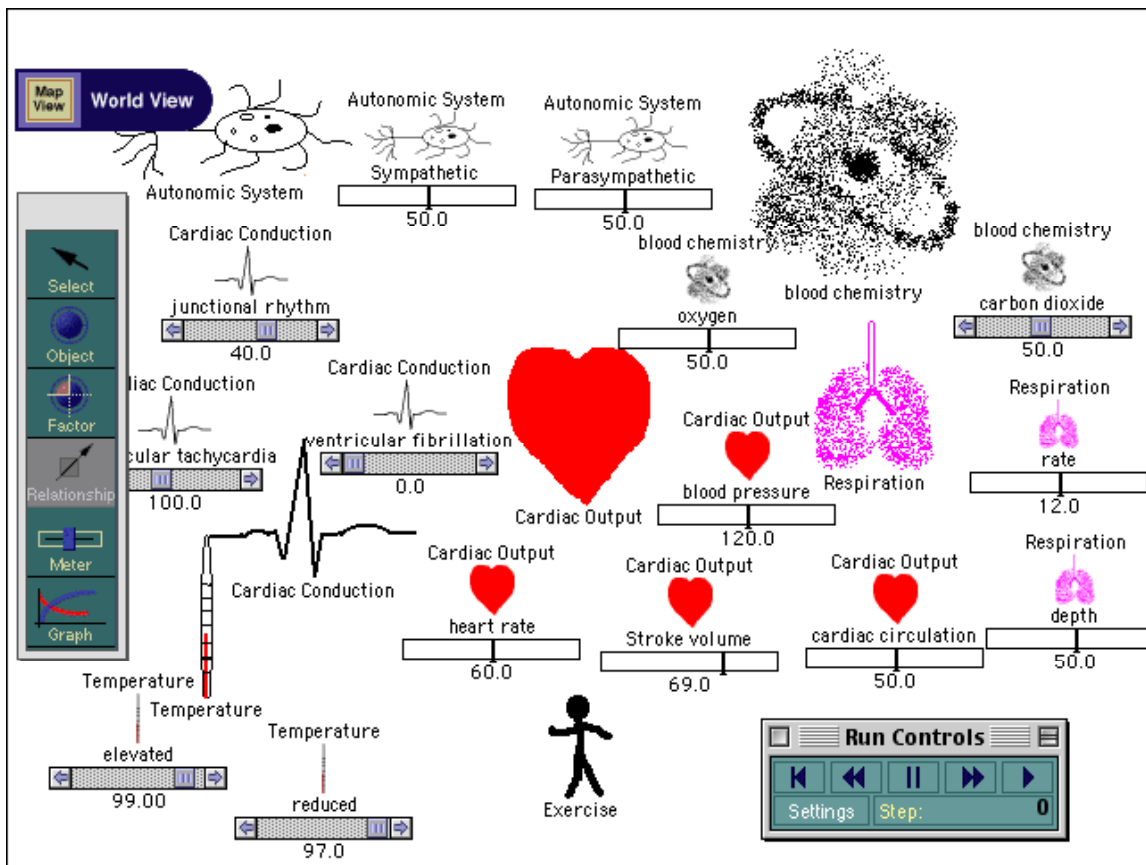 Map
View
World View
Autonomic System
Autonomic System
Sympathetic
50.0
Autonomic System
Parasympathetic
50.0
blood chemistry
Select
Object
Factor
Relationship
Meter
Graph
Cardiac Conduction
junctional rhythm
40.0
blood chemistry
oxygen
50.0
blood chemistry
carbon dioxide
50.0
diac Conduction
cular tachycardia
100.0
Cardiac Conduction
ventricular fibrillation
0.0
Cardiac Conduction
Cardiac Output
Cardiac Output
blood pressure
120.0
Respiration
Respiration
rate
12.0
Cardiac Output
heart rate
60.0
Cardiac Output
Stroke volume
69.0
Cardiac Output
cardiac circulation
50.0
Respiration
depth
50.0
Temperature
Temperature
elevated
99.00
Temperature
reduced
97.0
Exercise
Run Controls
Settings
Step: 0